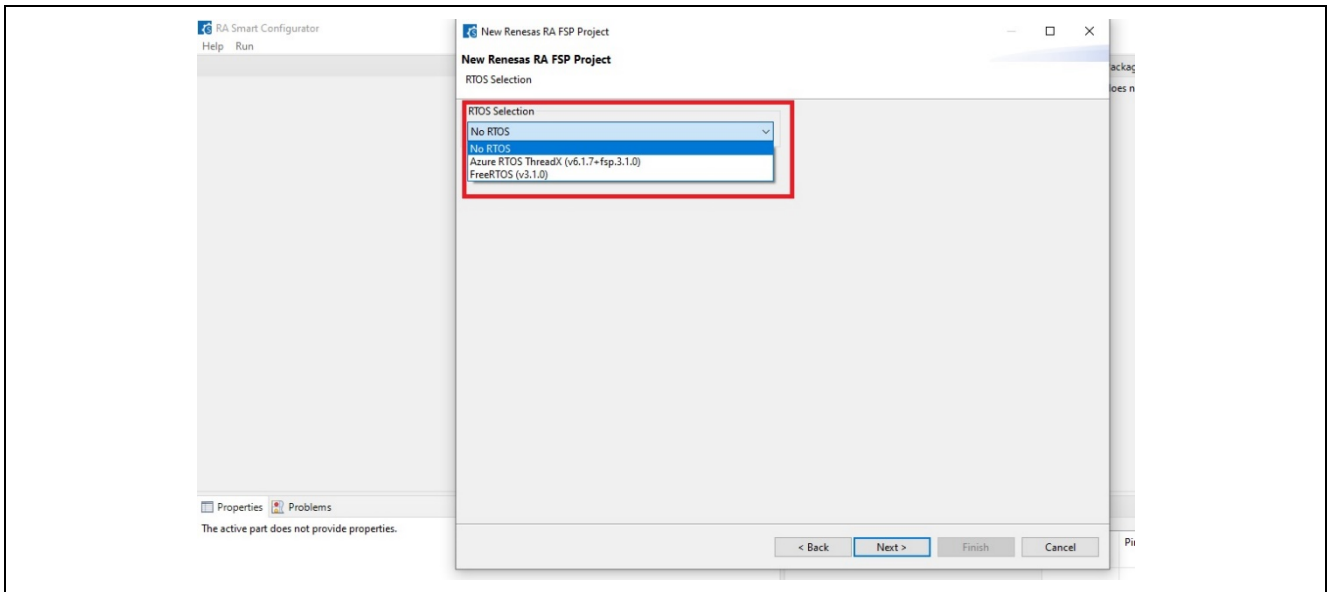 RA Smart Configurator
Help Run
New Renesas RA FSP Project
New Renesas RA FSP Project
RTOS Selection
RTOS Selection
No RTOS
No RTOS
Azure RTOS ThreadX (v6.1.7+fsp.3.1.0)
FreeRTOS (v3.1.0)
Properties Problems
The active part does not provide properties.
< Back Next > Finish Cancel